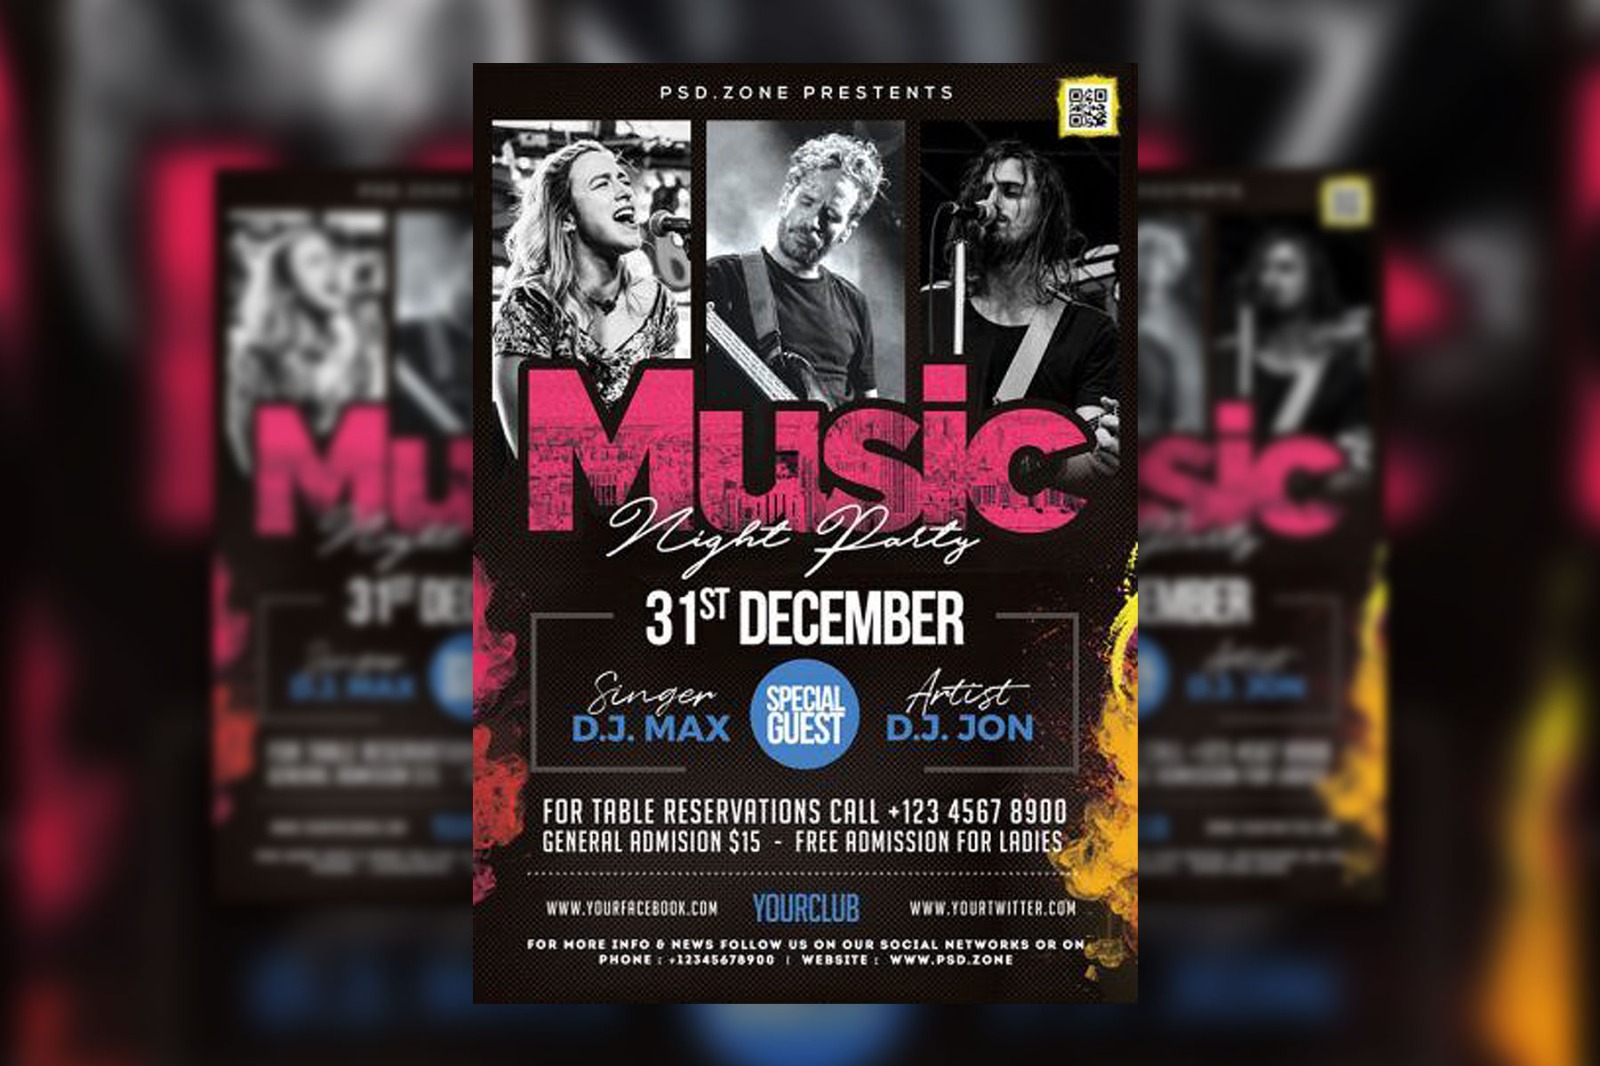 PSD.ZONE PRESTENTS
Music
Night Party
31ST DECEMBER
Singer
D.J. MAX
SPECIAL
GUEST
Artist
D.J. JON
FOR TABLE RESERVATIONS CALL +123 4567 8900
GENERAL ADMISION $15 - FREE ADMISSION FOR LADIES
WWW.YOURFACEBOOK.COM
YOURCLUB
WWW.YOURTWITTER.COM
FOR MORE INFO & NEWS FOLLOW US ON OUR SOCIAL NETWORKS OR ON
PHONE : +12345678900 | WEBSITE : WWW.PSD.ZONE